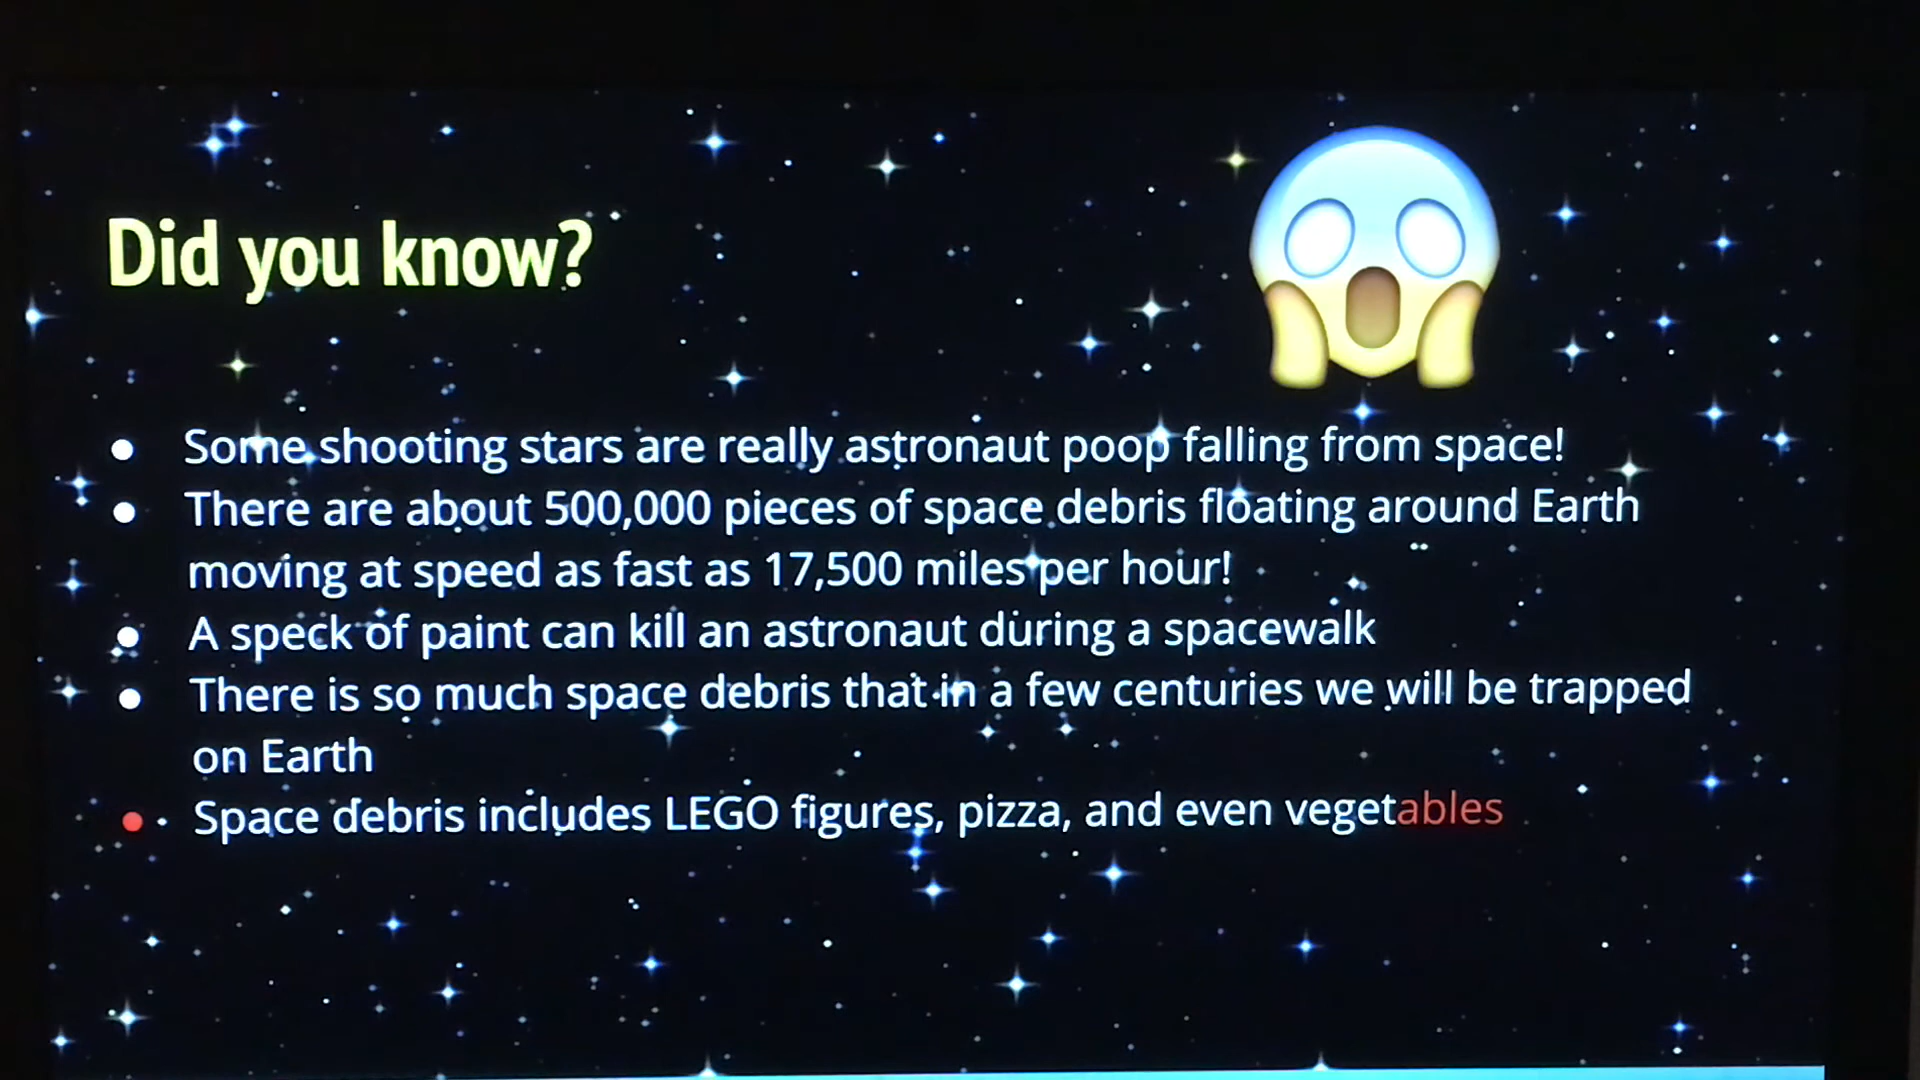 Did you know?
● Some shooting stars are really astronaut poop falling from space!
● There are about 500,000 pieces of space debris floating around Earth
moving at speed as fast as 17,500 miles per hour!
● A speck of paint can kill an astronaut during a spacewalk
● There is so much space debris that in a few centuries we will be trapped
on Earth
● Space debris includes LEGO figures, pizza, and even vegetables